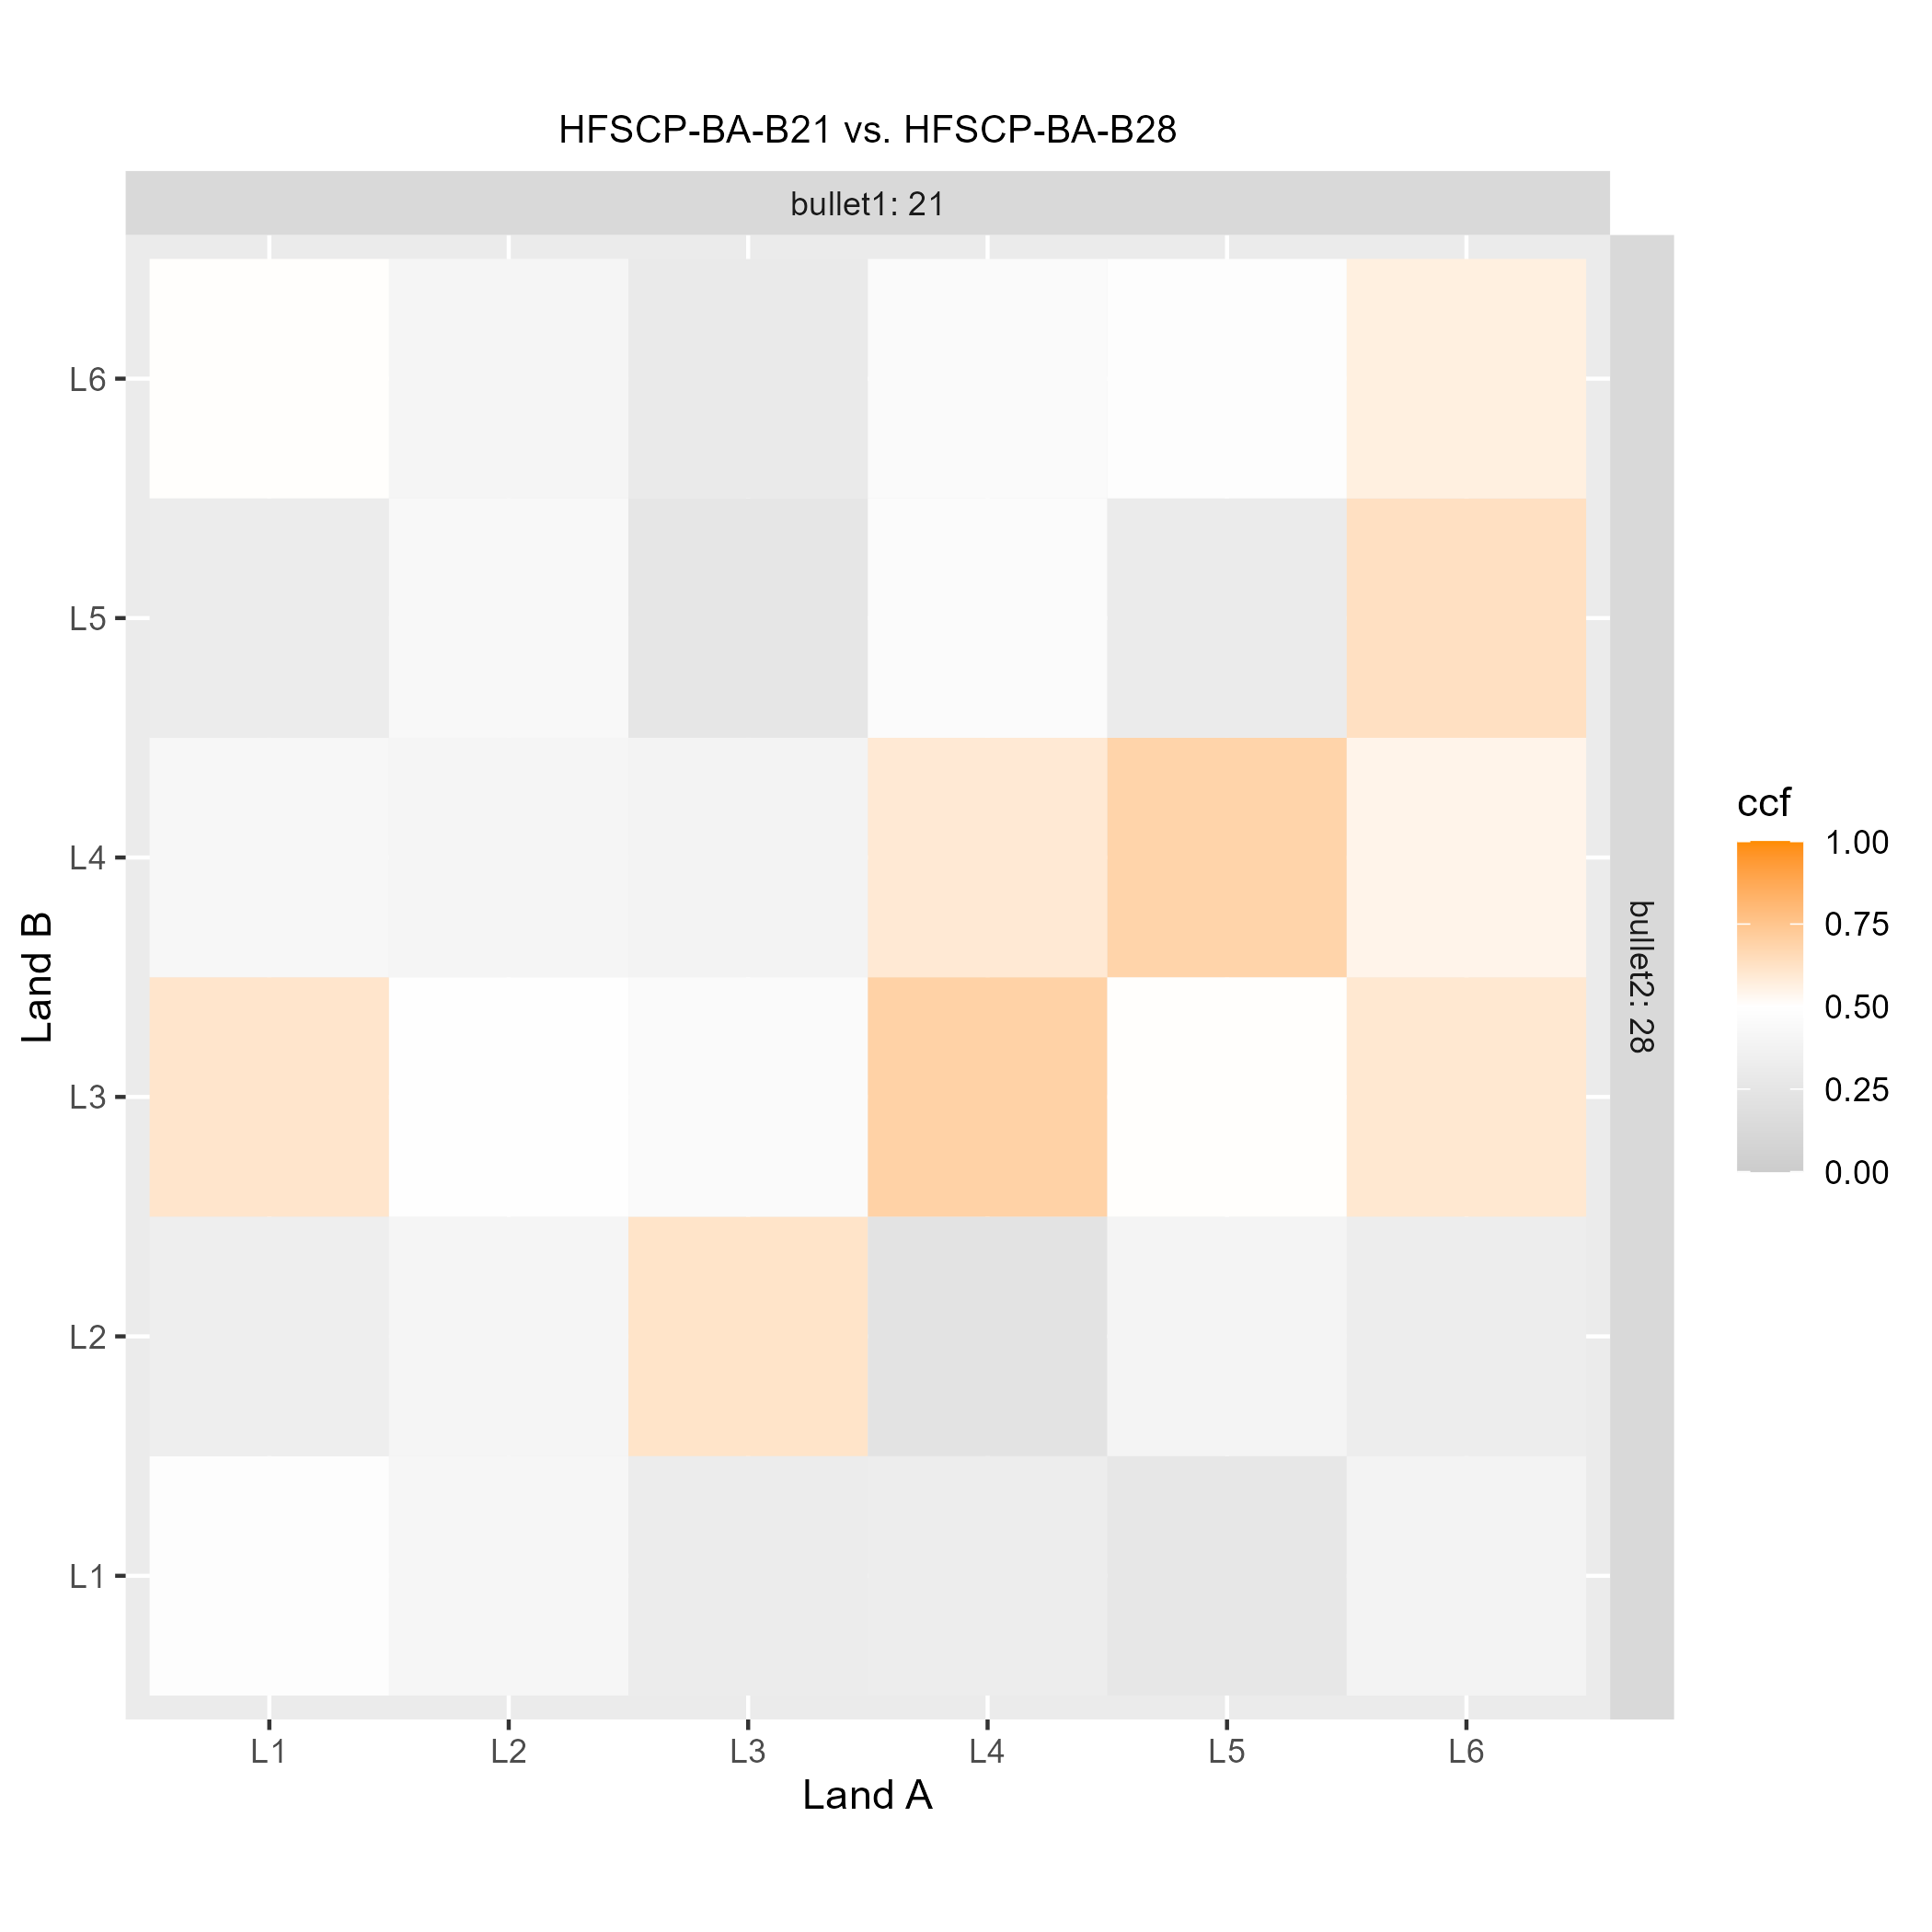 HFSCP-BA-B21 vs. HFSCP-BA-B28
bullet1: 21
L6
L5
L4
L3
L2
L1
Land B
bullet2: 28
ccf
1.00
0.75
0.50
0.25
0.00
L1 L2 L3 L4 L5 L6
Land A